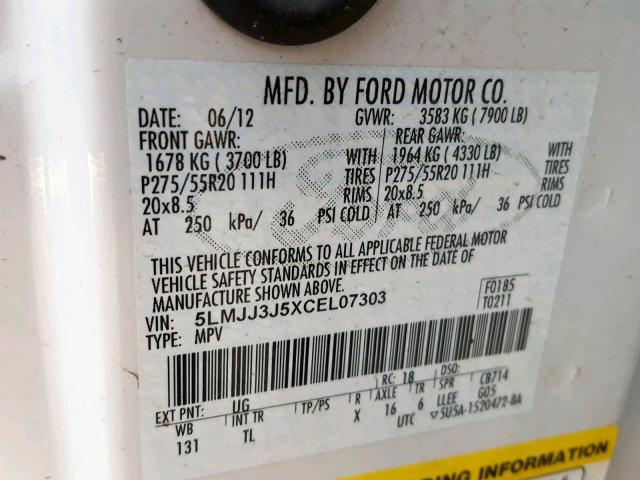 MFD. BY FORD MOTOR CO.
DATE: 06/12 GVWR: 3583 KG ( 7900 LB)
FRONT GAWR: REAR GAWR:
1678 KG ( 3700 LB) WITH 1964 KG ( 4330 LB) WITH
P275/55R20 111H TIRES P275/55R20 111H TIRES
20x8.5 RIMS 20x8.5 RIMS
AT 250 kPa/ 36 PSI COLD AT 250 kPa/ 36 PSI COLD
THIS VEHICLE CONFORMS TO ALL APPLICABLE FEDERAL MOTOR
VEHICLE SAFETY STANDARDS IN EFFECT ON THE DATE OF
MANUFACTURE SHOWN ABOVE.
F0185
T0211
VIN: 5LMJJ3J5XCEL07303
TYPE: MPV
EXT PNT: UG RC: 18 DSO:
WB INT TR TP/PS R AXLE TR SPR CB714
131 TL X 16 6 LLEE G05
UTC 5U5A-1520472-BA
RING INFORMATION